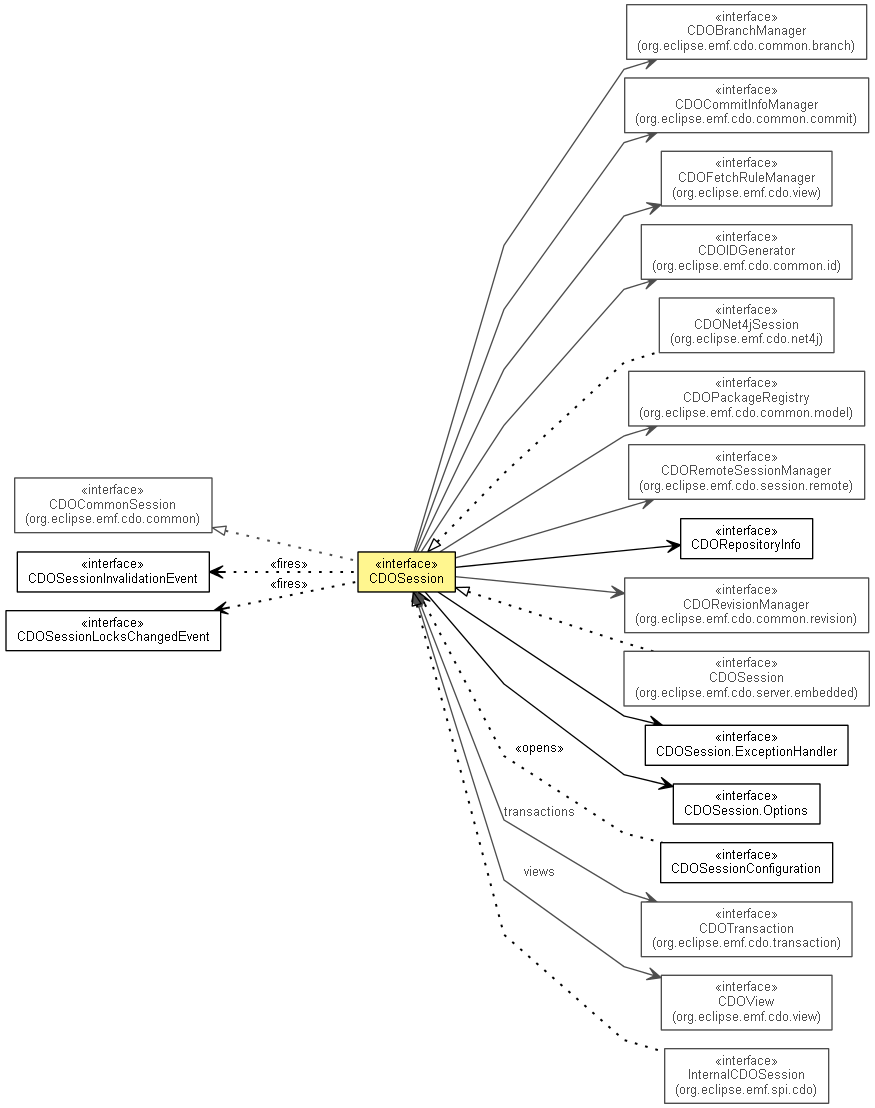 «interface»
CDOBranchManager
(org.eclipse.emf.cdo.common.branch)
«interface»
CDOCommitInfoManager
(org.eclipse.emf.cdo.common.commit)
«interface»
CDOFetchRuleManager
(org.eclipse.emf.cdo.view)
«interface»
CDOIDGenerator
(org.eclipse.emf.cdo.common.id)
«interface»
CDONet4jSession
(org.eclipse.emf.cdo.net4j)
«interface»
CDOPackageRegistry
(org.eclipse.emf.cdo.common.model)
«interface»
CDORemoteSessionManager
(org.eclipse.emf.cdo.session.remote)
«interface»
CDOCommonSession
(org.eclipse.emf.cdo.common)
«interface»
CDORepositoryInfo
«interface»
CDOSessionInvalidationEvent
«fires»
«interface»
CDOSession
«fires»
«interface»
CDOSessionLocksChangedEvent
«interface»
CDORevisionManager
(org.eclipse.emf.cdo.common.revision)
«interface»
CDOSession
(org.eclipse.emf.cdo.server.embedded)
«interface»
CDOSession.ExceptionHandler
«opens»
«interface»
CDOSession.Options
transactions
«interface»
CDOSessionConfiguration
views
«interface»
CDOTransaction
(org.eclipse.emf.cdo.transaction)
«interface»
CDOView
(org.eclipse.emf.cdo.view)
«interface»
InternalCDOSession
(org.eclipse.emf.spi.cdo)